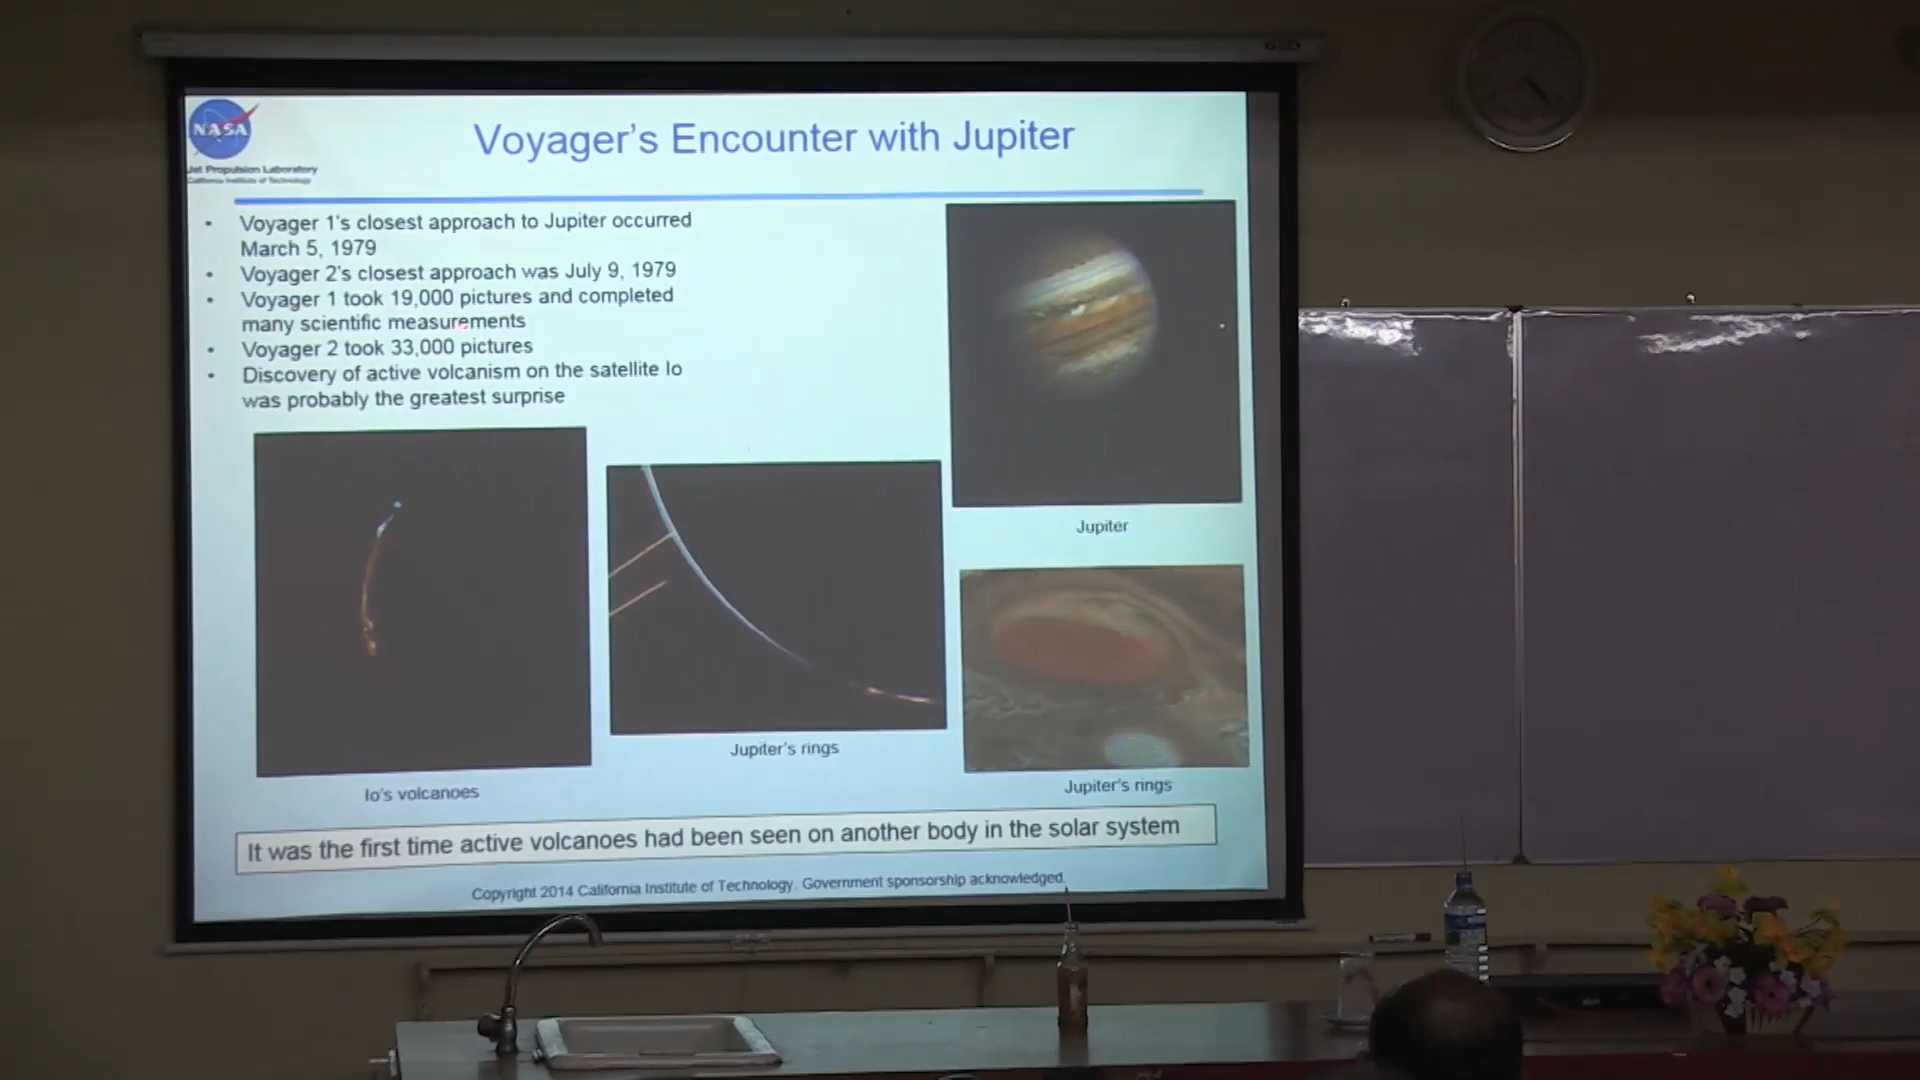 NASA
Jet Propulsion Laboratory
California Institute of Technology
Voyager's Encounter with Jupiter
• Voyager 1's closest approach to Jupiter occurred
March 5, 1979
• Voyager 2's closest approach was July 9, 1979
• Voyager 1 took 19,000 pictures and completed
many scientific measurements
• Voyager 2 took 33,000 pictures
• Discovery of active volcanism on the satellite Io
was probably the greatest surprise
Jupiter
Jupiter's rings
Jupiter's rings
Io's volcanoes
It was the first time active volcanoes had been seen on another body in the solar system
Copyright 2014 California Institute of Technology. Government sponsorship acknowledged.